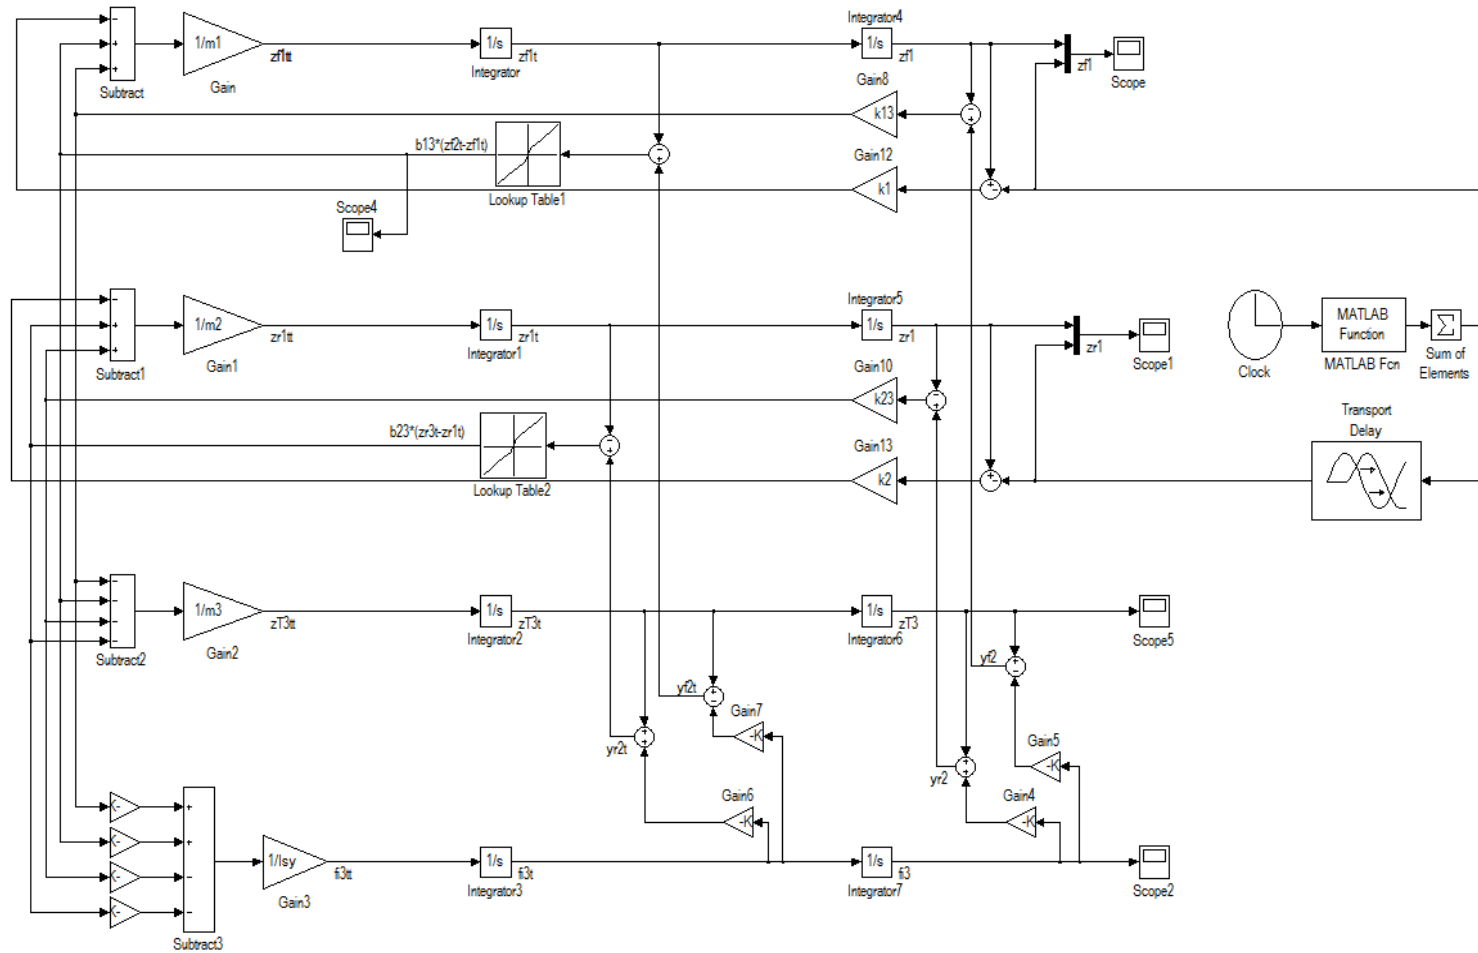 Integrator4
1/m1
1/s
1/s
zf1tt
zf1t
zf1
zf1
Subtract
Gain
Integrator
Scope
Gain8
k13
b13*(zf2t-zf1t)
Lookup Table1
Gain12
k1
Scope4
Integrator5
1/m2
1/s
1/s
zr1tt
zr1t
zr1
zr1
Subtract1
Gain1
Integrator1
Scope1
MATLAB
Function
Clock
MATLAB Fcn
Sum of
Elements
Gain10
k23
b23*(zr3t-zr1t)
Lookup Table2
Gain13
k2
Transport
Delay
1/m3
1/s
1/s
zT3tt
zT3t
zT3
Subtract2
Gain2
Integrator2
Integrator6
Scope5
yf2
yf2t
Gain7
-K
yr2t
Gain5
-K
yr2
Gain6
-K
Gain4
-K
K-
K-
K-
K-
1/Isy
1/s
1/s
fi3tt
fi3t
fi3
Gain3
Integrator3
Integrator7
Scope2
Subtract3